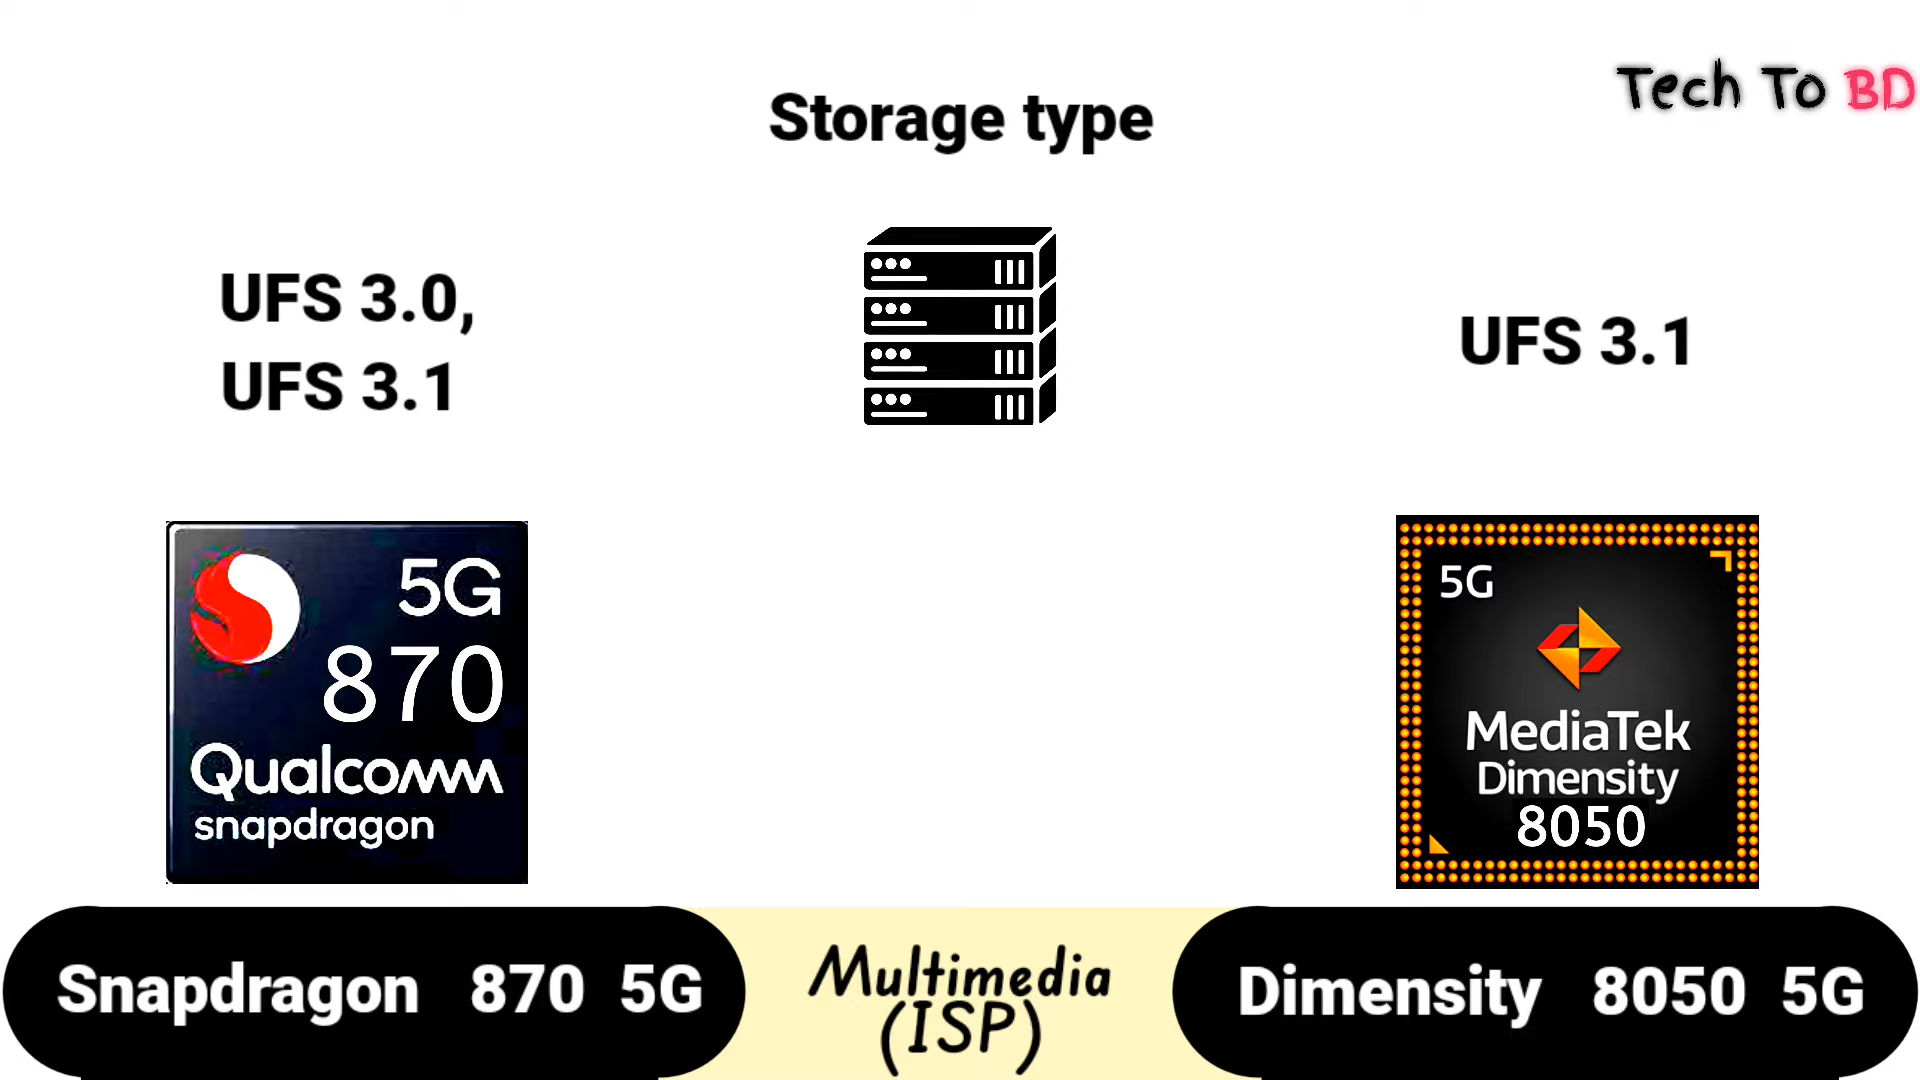 Tech To BD
Storage type
UFS 3.0,
UFS 3.1
UFS 3.1
5G
870
Qualcomm
snapdragon
5G
MediaTek
Dimensity
8050
Snapdragon 870 5G
Multimedia
(ISP)
Dimensity 8050 5G